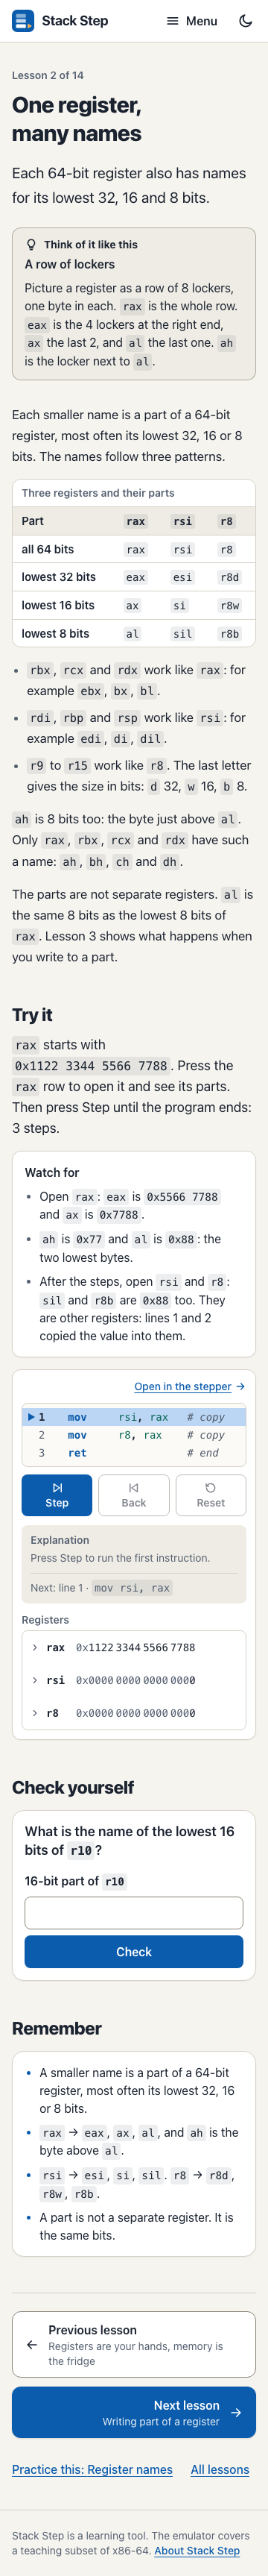 Stack Step
Menu
Lesson 2 of 14
One register,
many names
Each 64-bit register also has names
for its lowest 32, 16 and 8 bits.
Think of it like this
A row of lockers
Picture a register as a row of 8 lockers,
one byte in each. rax is the whole row.
eax is the 4 lockers at the right end,
ax the last 2, and al the last one. ah
is the locker next to al.
Each smaller name is a part of a 64-bit
register, most often its lowest 32, 16 or 8
bits. The names follow three patterns.
Three registers and their parts
Part rax rsi r8
all 64 bits rax rsi r8
lowest 32 bits eax esi r8d
lowest 16 bits ax si r8w
lowest 8 bits al sil r8b
• rbx, rcx and rdx work like rax: for
example ebx, bx, bl.
• rdi, rbp and rsp work like rsi: for
example edi, di, dil.
• r9 to r15 work like r8. The last letter
gives the size in bits: d 32, w 16, b 8.
ah is 8 bits too: the byte just above al.
Only rax, rbx, rcx and rdx have such
a name: ah, bh, ch and dh.
The parts are not separate registers. al is
the same 8 bits as the lowest 8 bits of
rax. Lesson 3 shows what happens when
you write to a part.
Try it
rax starts with
0x1122 3344 5566 7788. Press the
rax row to open it and see its parts.
Then press Step until the program ends:
3 steps.
Watch for
• Open rax: eax is 0x5566 7788
and ax is 0x7788.
• ah is 0x77 and al is 0x88: the
two lowest bytes.
• After the steps, open rsi and r8:
sil and r8b are 0x88 too. They
are other registers: lines 1 and 2
copied the value into them.
Open in the stepper →
1 mov rsi, rax # copy
2 mov r8, rax # copy
3 ret # end
Step
Back
Reset
Explanation
Press Step to run the first instruction.
Next: line 1 · mov rsi, rax
Registers
rax 0x1122 3344 5566 7788
rsi 0x0000 0000 0000 0000
r8 0x0000 0000 0000 0000
Check yourself
What is the name of the lowest 16
bits of r10?
16-bit part of r10
Check
Remember
• A smaller name is a part of a 64-bit
register, most often its lowest 32, 16
or 8 bits.
• rax → eax, ax, al, and ah is the
byte above al.
• rsi → esi, si, sil. r8 → r8d,
r8w, r8b.
• A part is not a separate register. It is
the same bits.
← Previous lesson
Registers are your hands, memory is
the fridge
Next lesson →
Writing part of a register
Practice this: Register names
All lessons
Stack Step is a learning tool. The emulator covers
a teaching subset of x86-64. About Stack Step